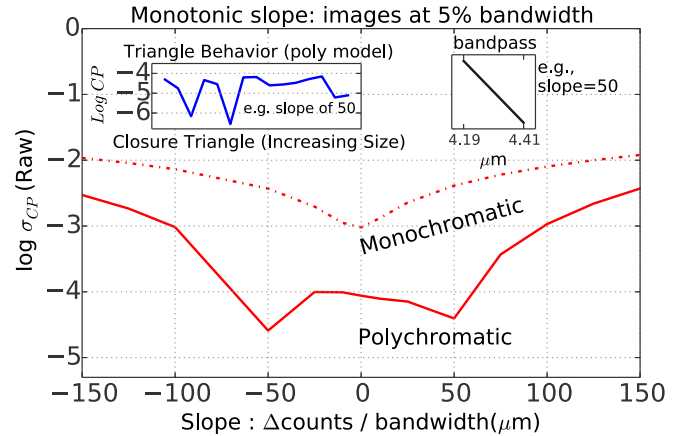 Monotonic slope: images at 5% bandwidth
0
−1
−2
−3
−4
−5
log σCP (Raw)
Triangle Behavior (poly model)
Log CP
−4
−5
−6
e.g. slope of 50
Closure Triangle (Increasing Size)
bandpass
e.g.,
slope=50
4.19 4.41
μm
Monochromatic
Polychromatic
−150 −100 −50 0 50 100 150
Slope : Δcounts / bandwidth(μm)